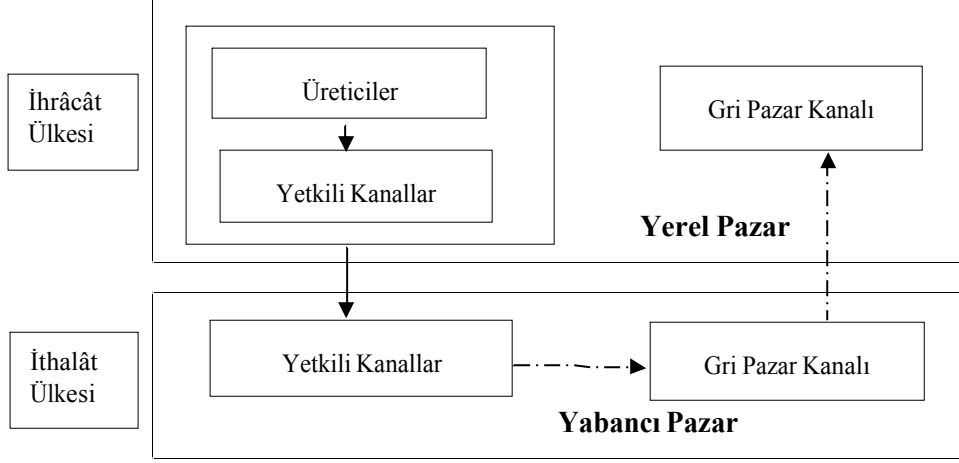 İhrâcât
Ülkesi
Üreticiler
Yetkili Kanallar
Gri Pazar Kanalı
Yerel Pazar
İthalât
Ülkesi
Yetkili Kanallar
Gri Pazar Kanalı
Yabancı Pazar